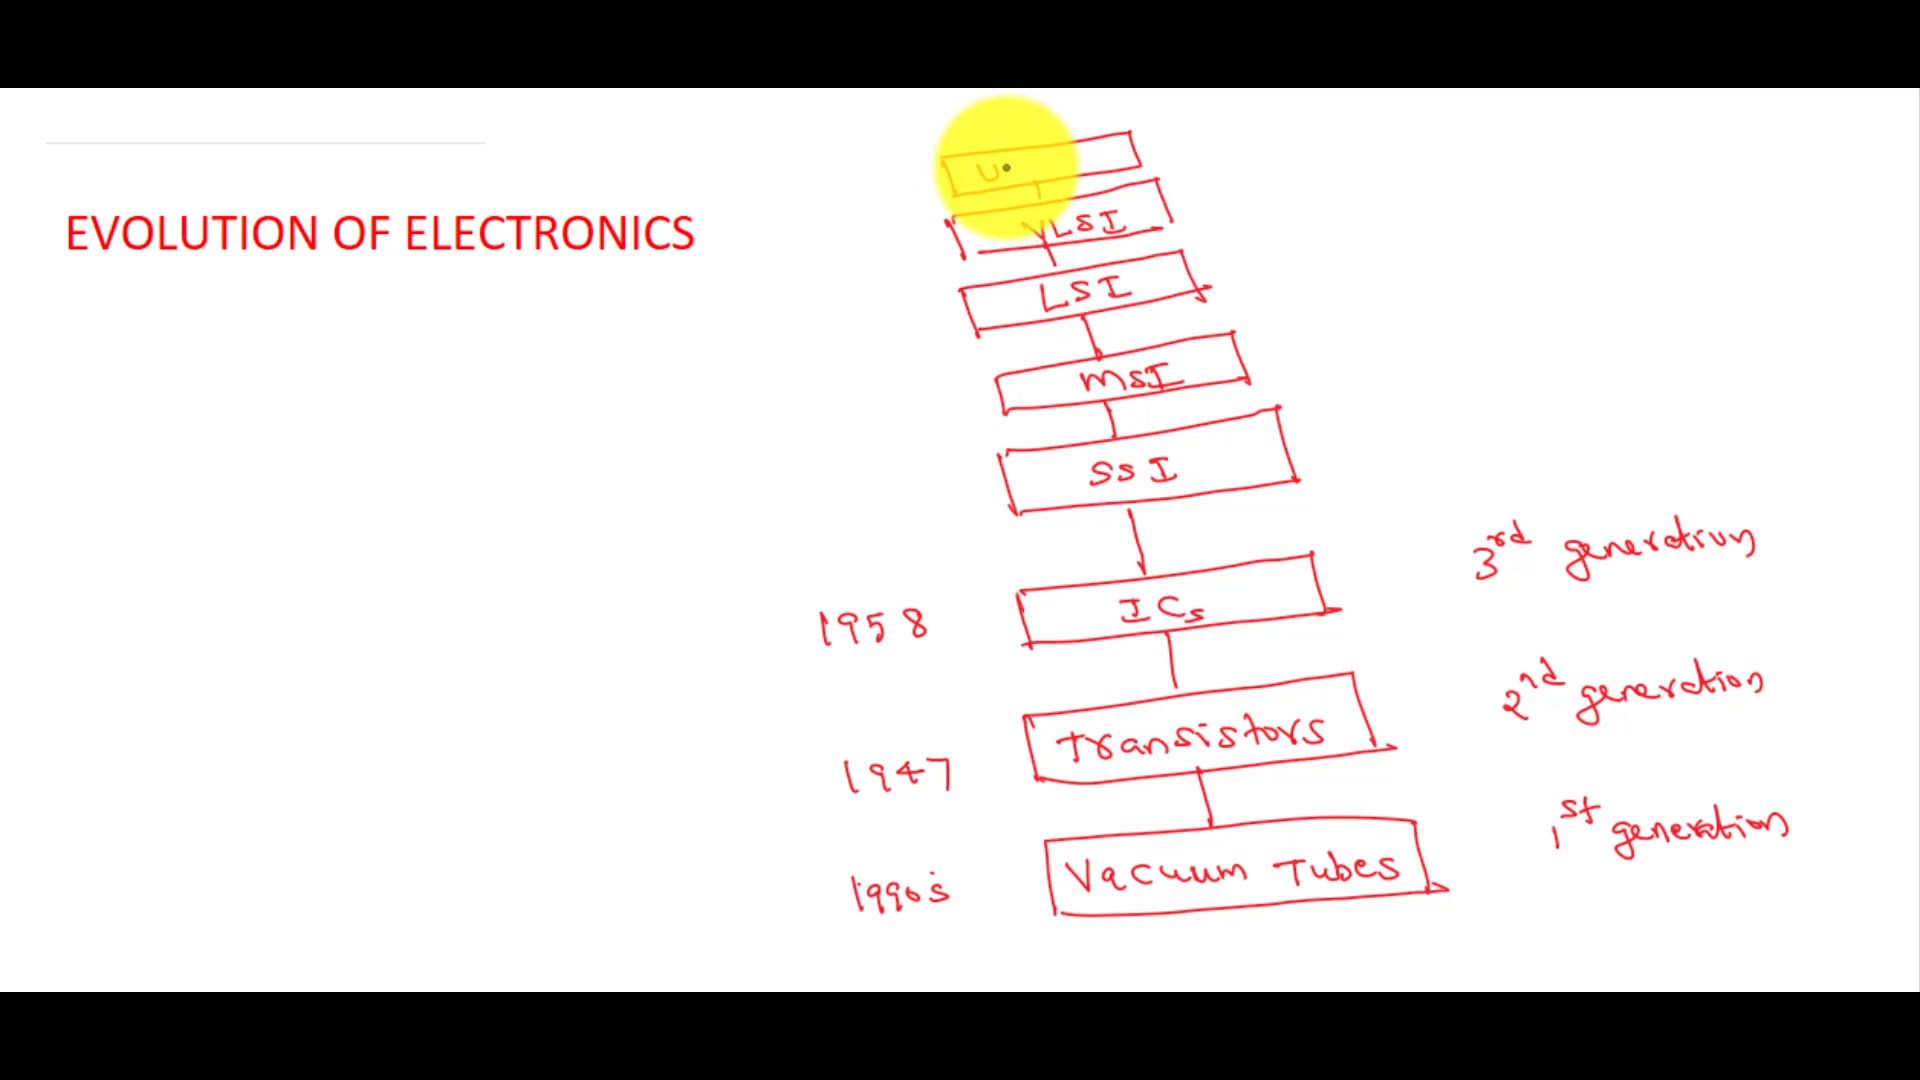 EVOLUTION OF ELECTRONICS
U
VLSI
LSI
MSI
SSI
3rd generation
1958
ICs
2nd generation
Transistors
1947
1st generation
Vacuum Tubes
1990's